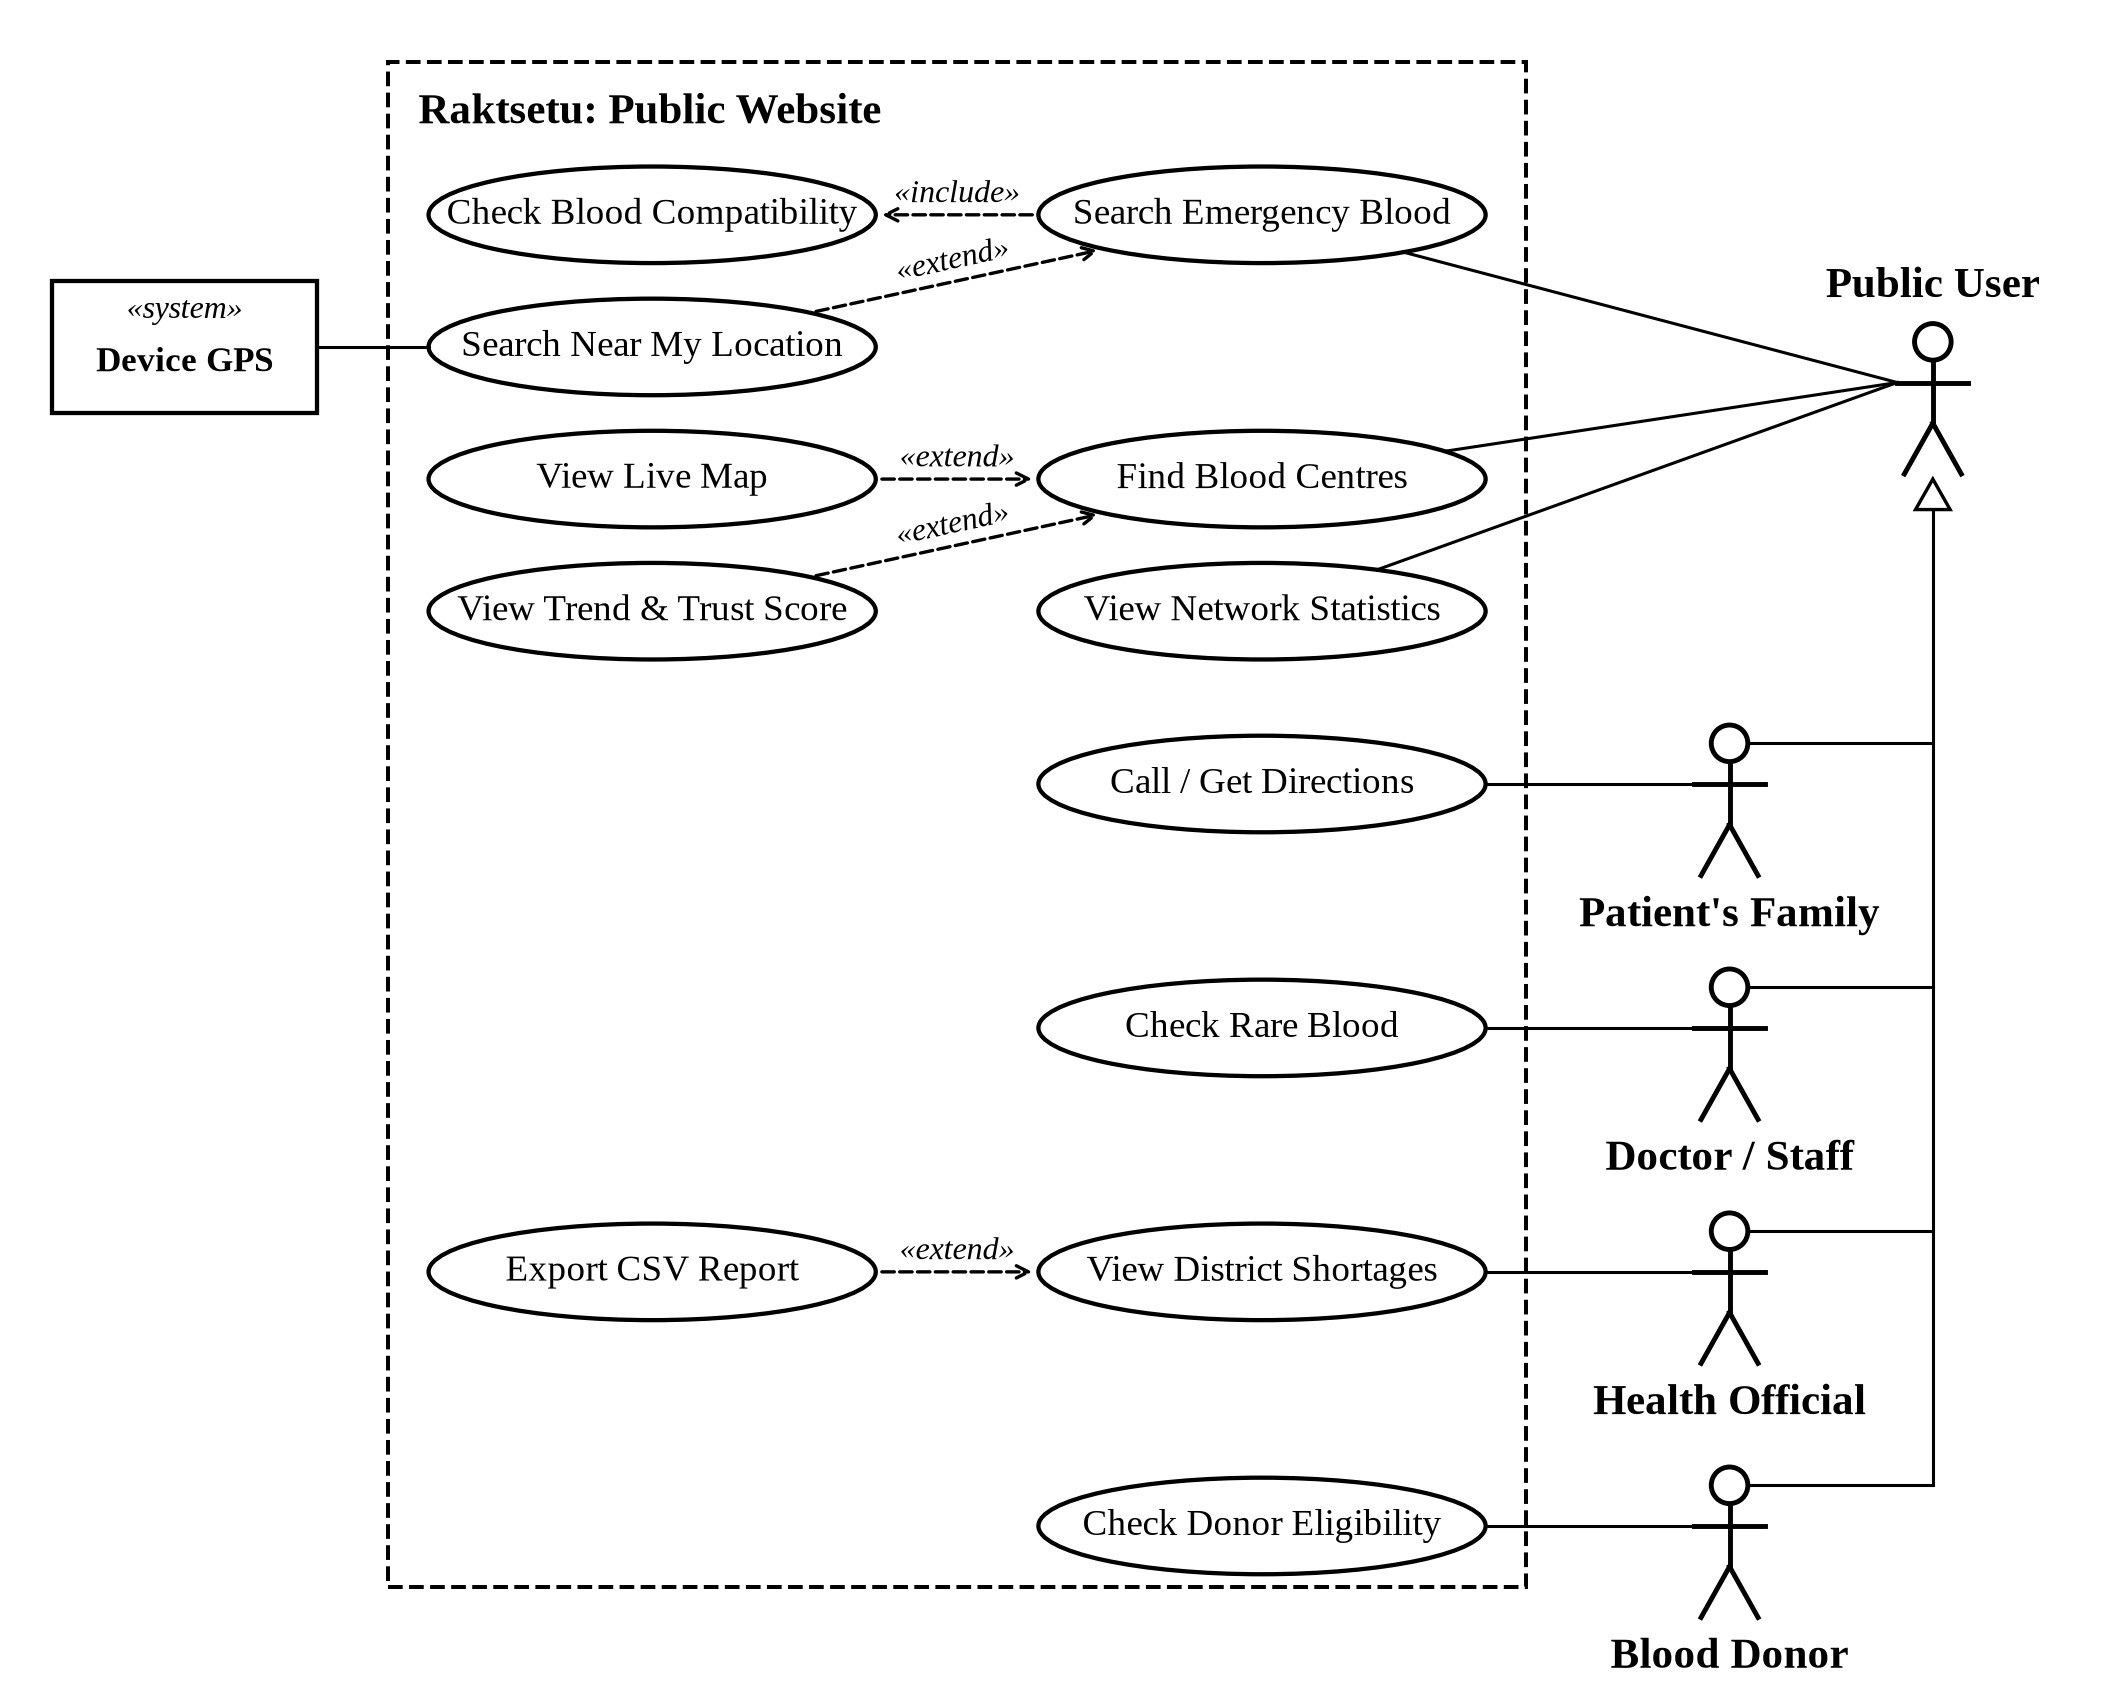 Raktsetu: Public Website
Check Blood Compatibility
«include»
Search Emergency Blood
«extend»
Public User
«system»
Device GPS
Search Near My Location
View Live Map
«extend»
Find Blood Centres
«extend»
View Trend & Trust Score
View Network Statistics
Call / Get Directions
Patient's Family
Check Rare Blood
Doctor / Staff
Export CSV Report
«extend»
View District Shortages
Health Official
Check Donor Eligibility
Blood Donor